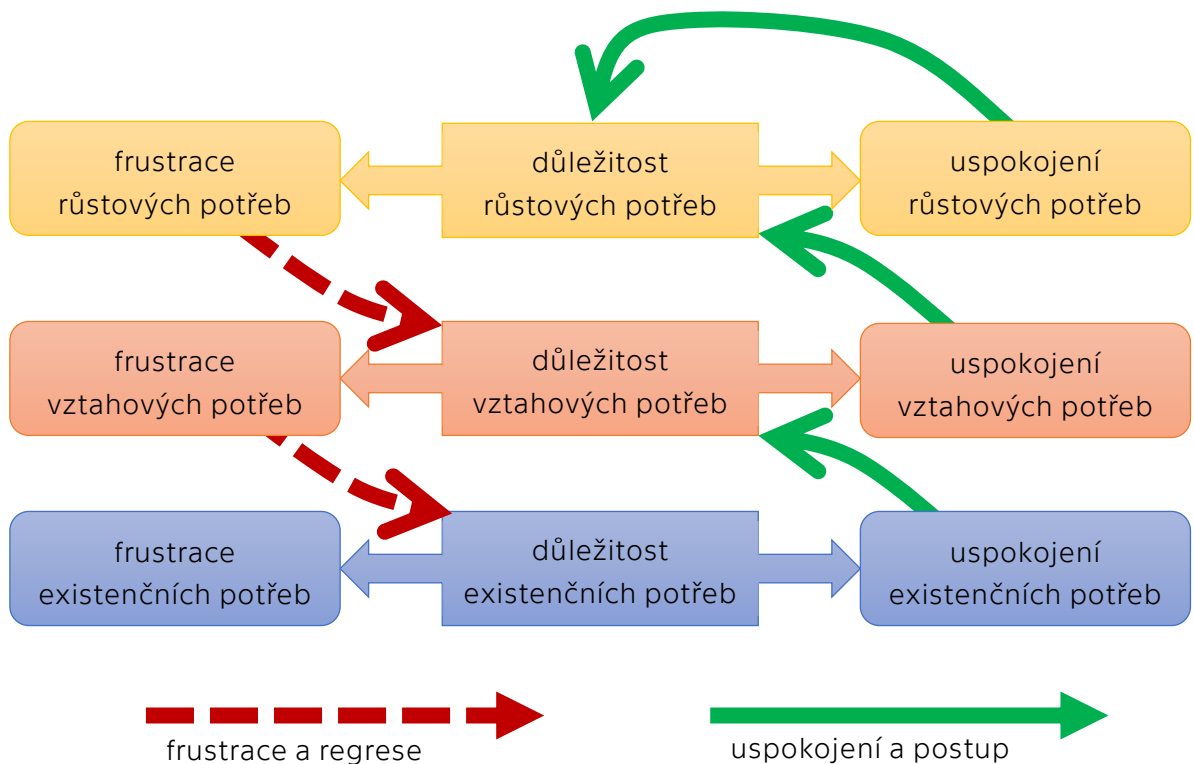 frustrace
růstových potřeb
důležitost
růstových potřeb
uspokojení
růstových potřeb
frustrace
vztahových potřeb
důležitost
vztahových potřeb
uspokojení
vztahových potřeb
frustrace
existenčních potřeb
důležitost
existenčních potřeb
uspokojení
existenčních potřeb
frustrace a regrese
uspokojení a postup